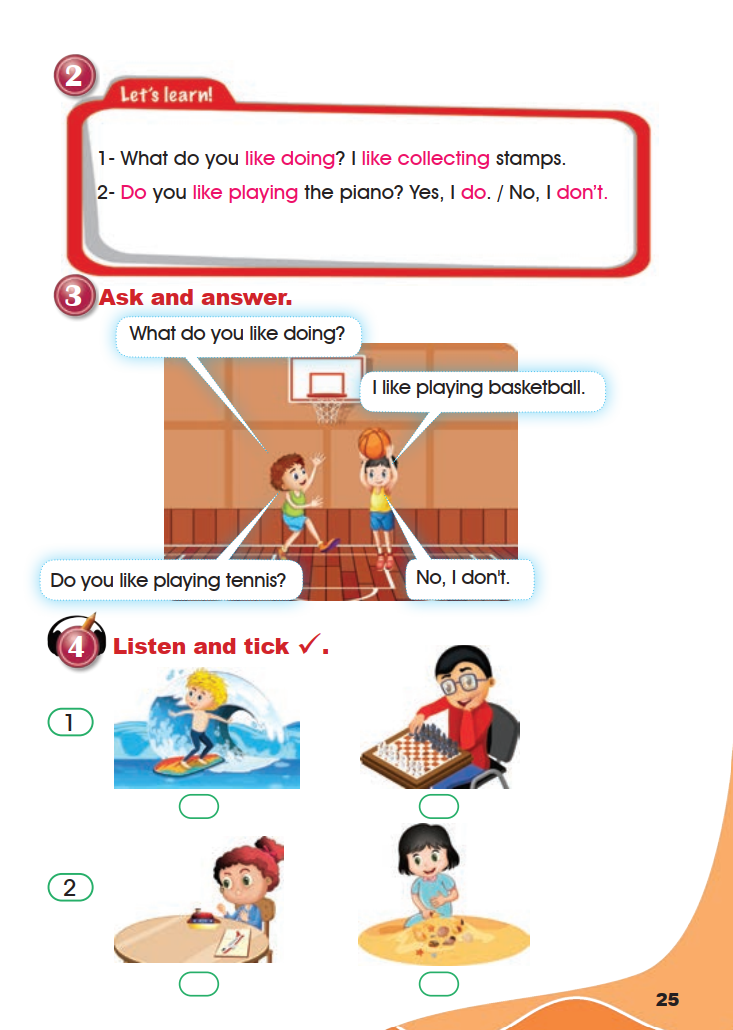 2
Let's learn!
1- What do you like doing? I like collecting stamps.
2- Do you like playing the piano? Yes, I do. / No, I don't.
3 Ask and answer.
What do you like doing?
I like playing basketball.
Do you like playing tennis?
No, I don't.
4 Listen and tick ✓.
1
2
25